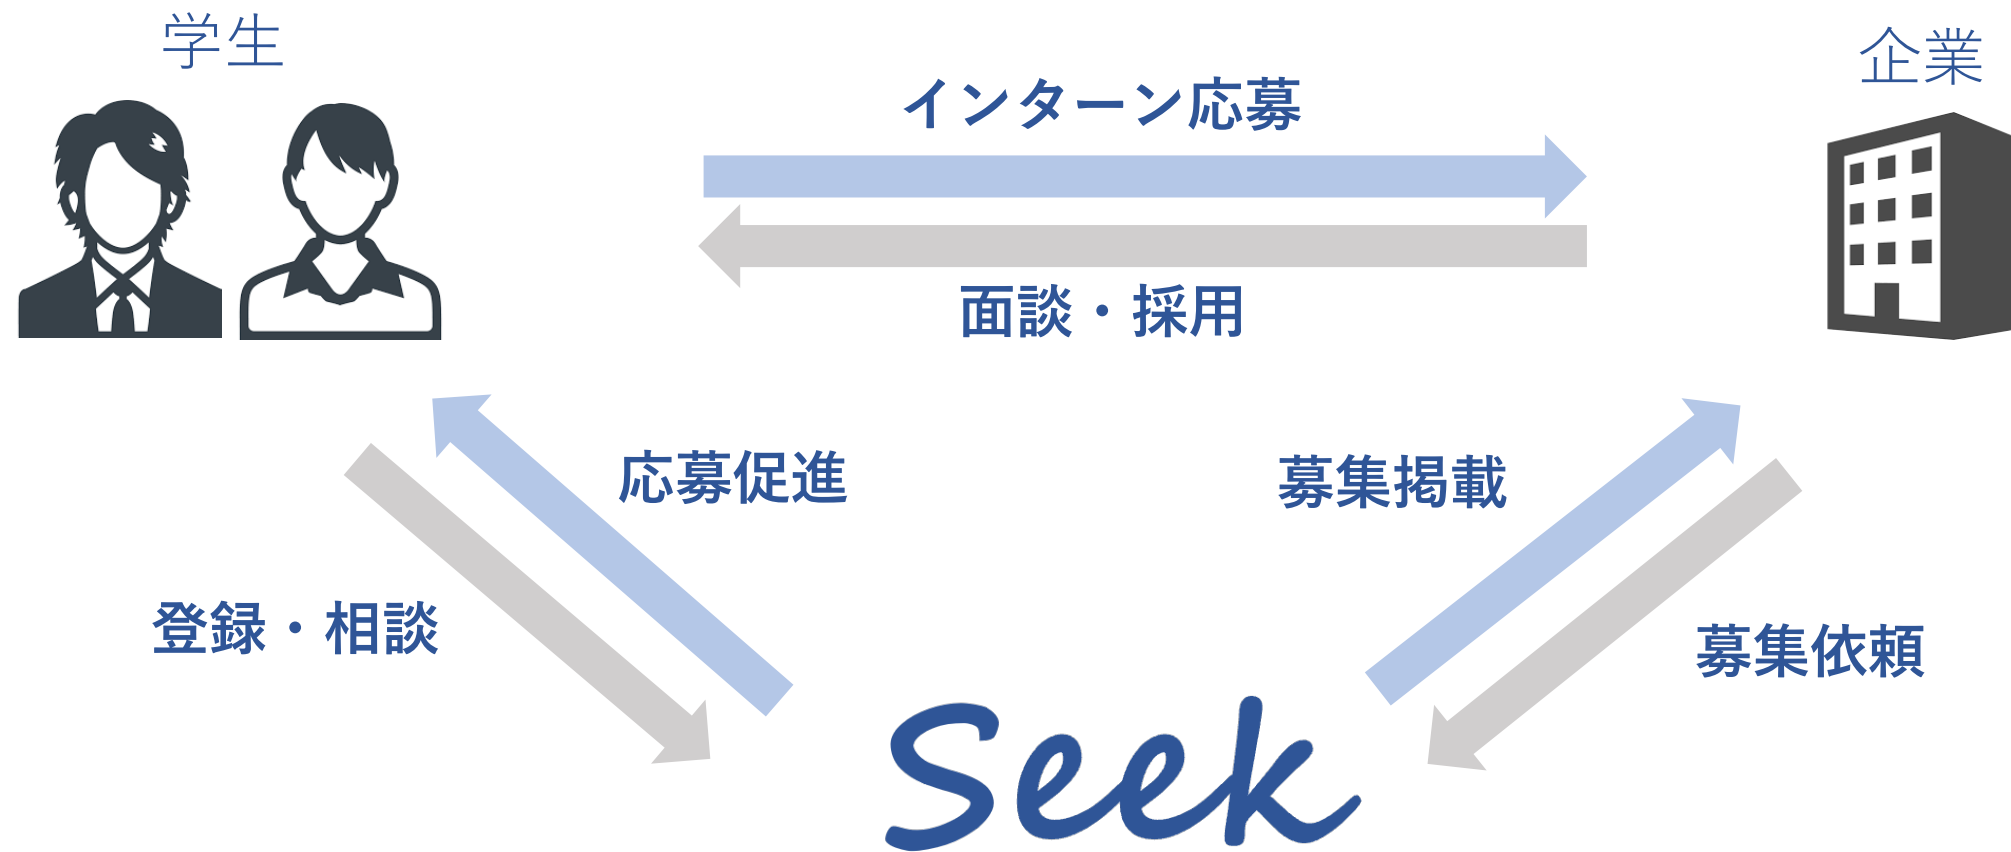 学生
企業
インターン応募
面談・採用
応募促進
募集掲載
登録・相談
募集依頼
Seek